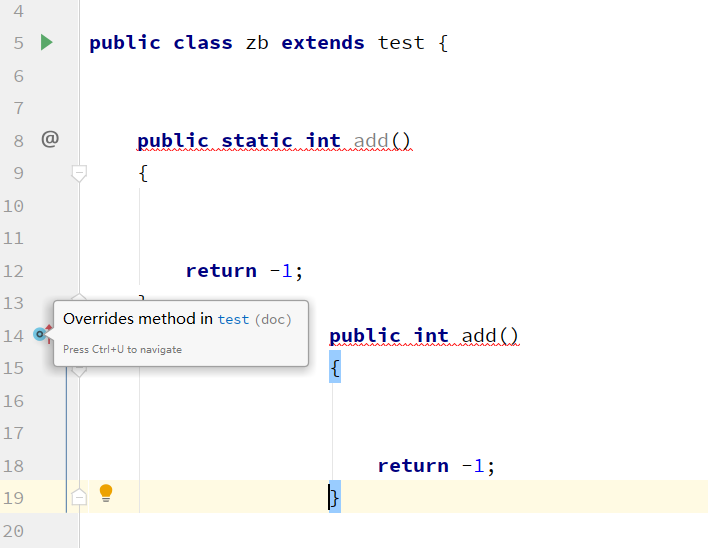 4
5 public class zb extends test {
6
7
8 @ public static int add()
9 {
10
11
12 return -1;
13
Overrides method in test (doc)
Press Ctrl+U to navigate
14 public int add()
15 {
16
17
18 return -1;
19 }
20